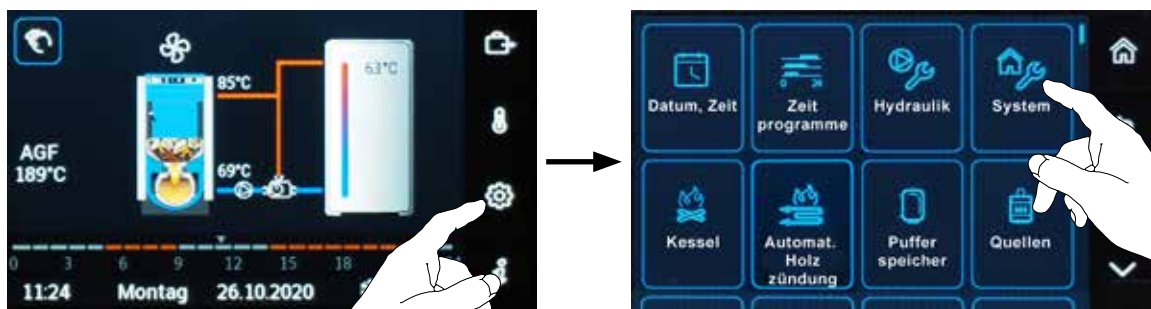 85°C
63°C
AGF
189°C
69°C
0 3 6 9 12 15 18
11:24 Montag 26.10.2020
Datum, Zeit
Zeit
programme
Hydraulik
System
Kessel
Automat.
Holz
zündung
Puffer
speicher
Quellen